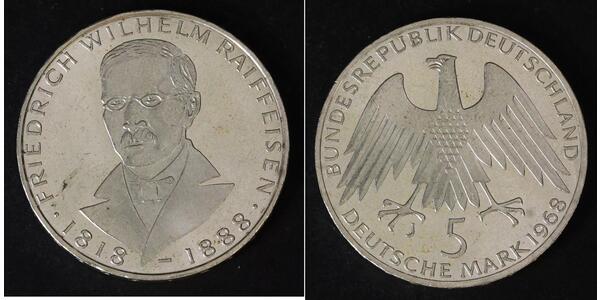 FRIEDRICH WILHELM RAIFFEISEN
· 1818 – 1888 ·
BUNDESREPUBLIK DEUTSCHLAND
J
5
DEUTSCHE MARK 1968